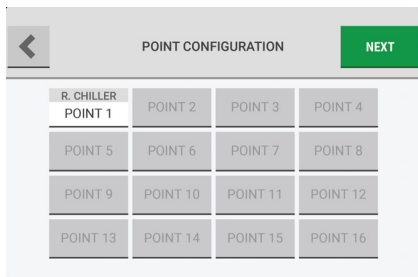 POINT CONFIGURATION
NEXT
R. CHILLER
POINT 1
POINT 2
POINT 3
POINT 4
POINT 5
POINT 6
POINT 7
POINT 8
POINT 9
POINT 10
POINT 11
POINT 12
POINT 13
POINT 14
POINT 15
POINT 16